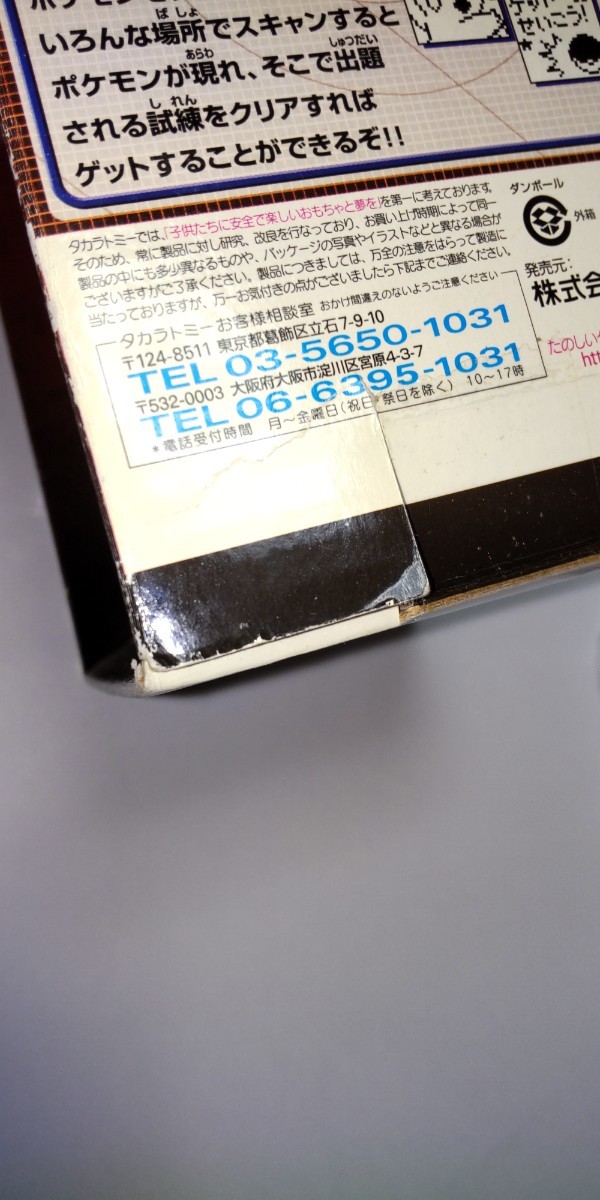 いろんな場所でスキャンすると
ポケモンが現れ、そこで出題
される試練をクリアすれば
ゲットすることができるぞ!!
せいこう!
タカラトミーでは、「子供たちに安全で楽しいおもちゃと夢を」を第一に考えております。
そのため、常に製品に対し研究、改良を行なっており、お買い上げ時期によって同一
製品の中にも多少異なるものや、パッケージの写真やイラストなどと異なる場合が
ございますがご了承ください。製品につきましては、万全の注意をはらって製造に
当たっておりますが、万一お気付きの点がございましたら下記までご連絡ください。
タカラトミーお客様相談室 おかけ間違えのないようご注意ください
〒124-8511 東京都葛飾区立石7-9-10
TEL 03-5650-1031
〒532-0003 大阪府大阪市淀川区宮原4-3-7
TEL 06-6395-1031
*電話受付時間 月〜金曜日(祝日・祭日を除く) 10〜17時
ダンボール
外箱
発売元:
株式会
たのしい